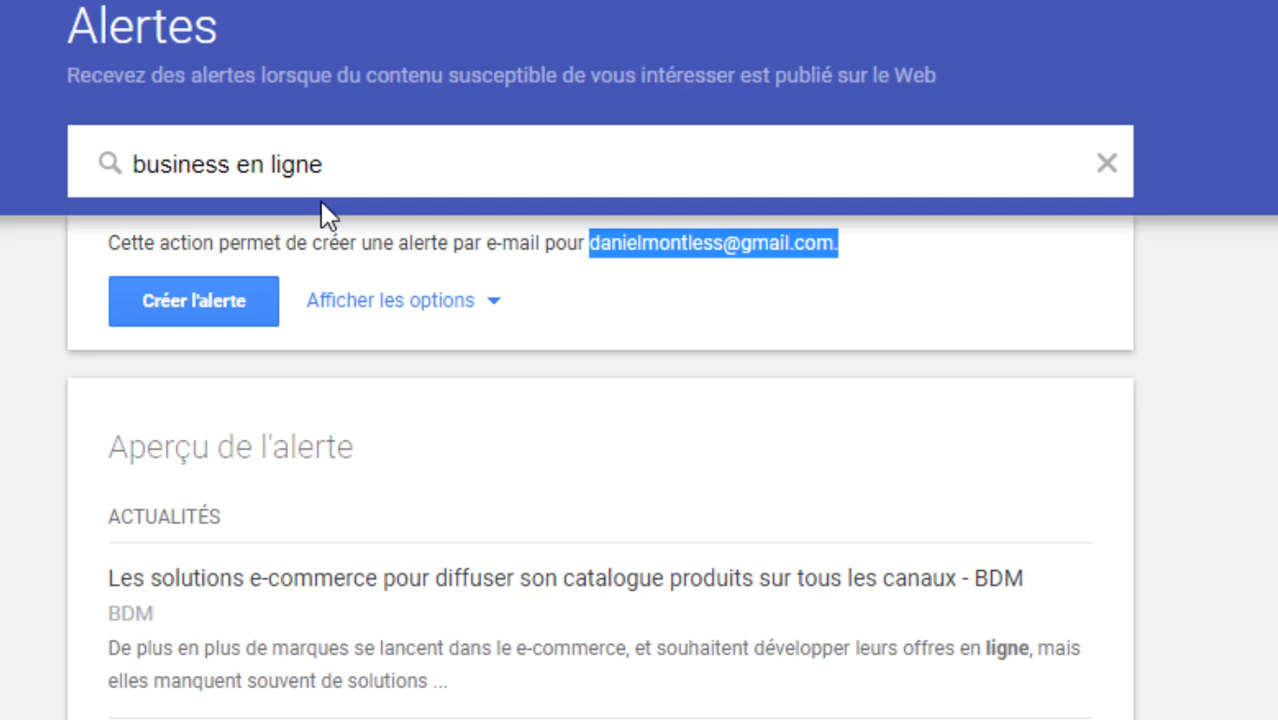 Alertes
Recevez des alertes lorsque du contenu susceptible de vous intéresser est publié sur le Web
business en ligne
Cette action permet de créer une alerte par e-mail pour danielmontless@gmail.com.
Créer l'alerte Afficher les options
Aperçu de l'alerte
ACTUALITÉS
Les solutions e-commerce pour diffuser son catalogue produits sur tous les canaux - BDM
BDM
De plus en plus de marques se lancent dans le e-commerce, et souhaitent développer leurs offres en ligne, mais
elles manquent souvent de solutions ...